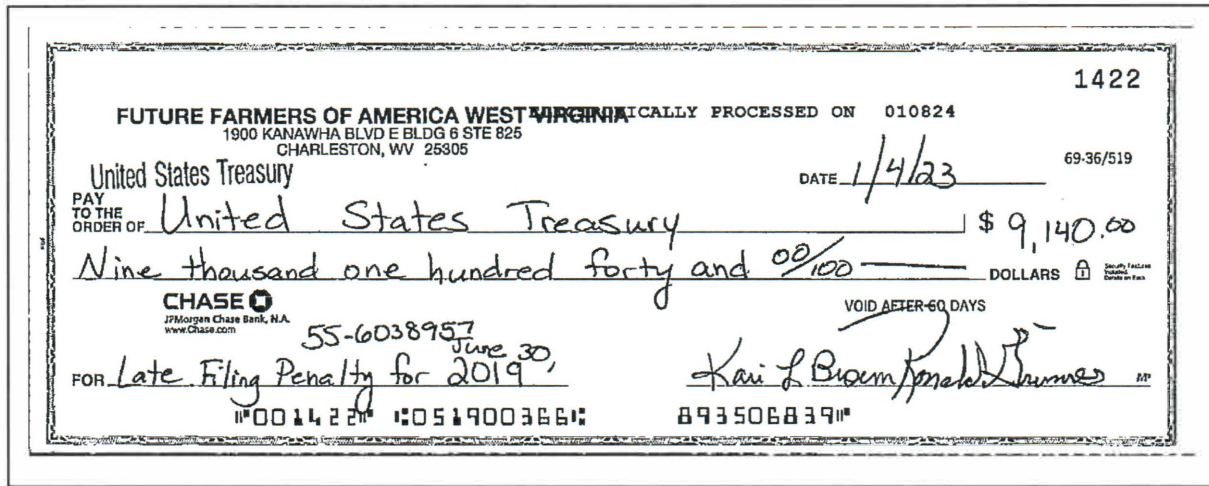 1422
FUTURE FARMERS OF AMERICA WEST VIRGINIA ICALLY PROCESSED ON 010824
1900 KANAWHA BLVD E BLDG 6 STE 825
CHARLESTON, WV 25305
69-36/519
United States Treasury
DATE 1/4/23
PAY TO THE ORDER OF United States Treasury $ 9,140.00
Nine thousand one hundred forty and 00/100 DOLLARS
CHASE
JPMorgan Chase Bank, N.A.
www.Chase.com
VOID AFTER 60 DAYS
55-6038957
June 30,
FOR Late Filing Penalty for 2019 Kari L Brown Ronald Grimes MP
⑈001422⑈ ⑆051900366⑆ 893506839⑈